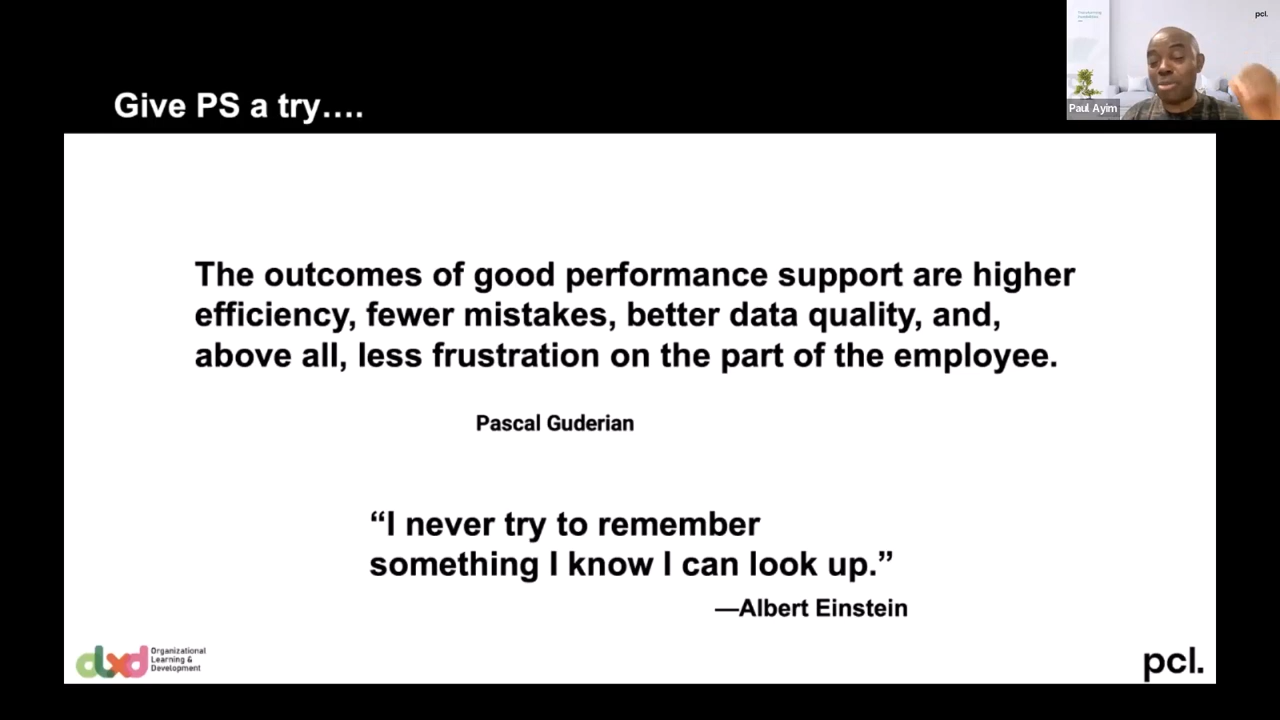 Give PS a try....
pcl.
Paul Ayim
The outcomes of good performance support are higher
efficiency, fewer mistakes, better data quality, and,
above all, less frustration on the part of the employee.
Pascal Guderian
“I never try to remember
something I know I can look up.”
—Albert Einstein
dlxd
Organizational
Learning &
Development
pcl.